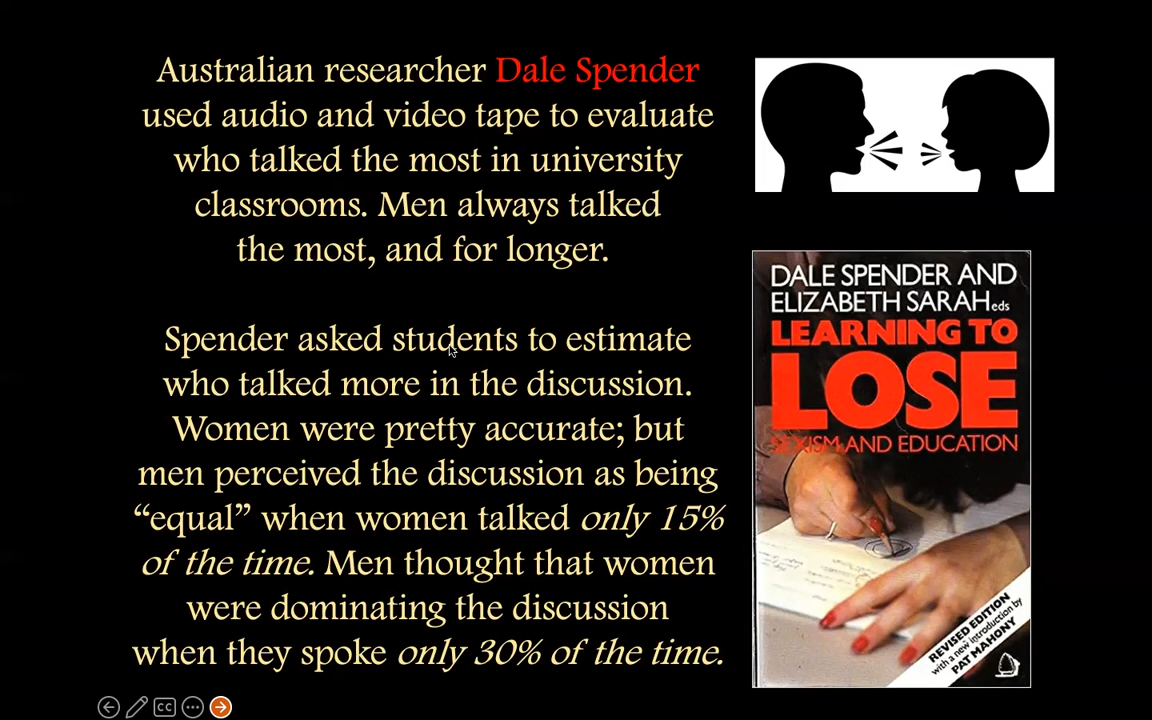 Australian researcher Dale Spender
used audio and video tape to evaluate
who talked the most in university
classrooms. Men always talked
the most, and for longer.
Spender asked students to estimate
who talked more in the discussion.
Women were pretty accurate; but
men perceived the discussion as being
“equal” when women talked only 15%
of the time. Men thought that women
were dominating the discussion
when they spoke only 30% of the time.
DALE SPENDER AND
ELIZABETH SARAH eds
LEARNING TO
LOSE
SEXISM AND EDUCATION
REVISED EDITION
with a new introduction by
PAT MAHONY
CC